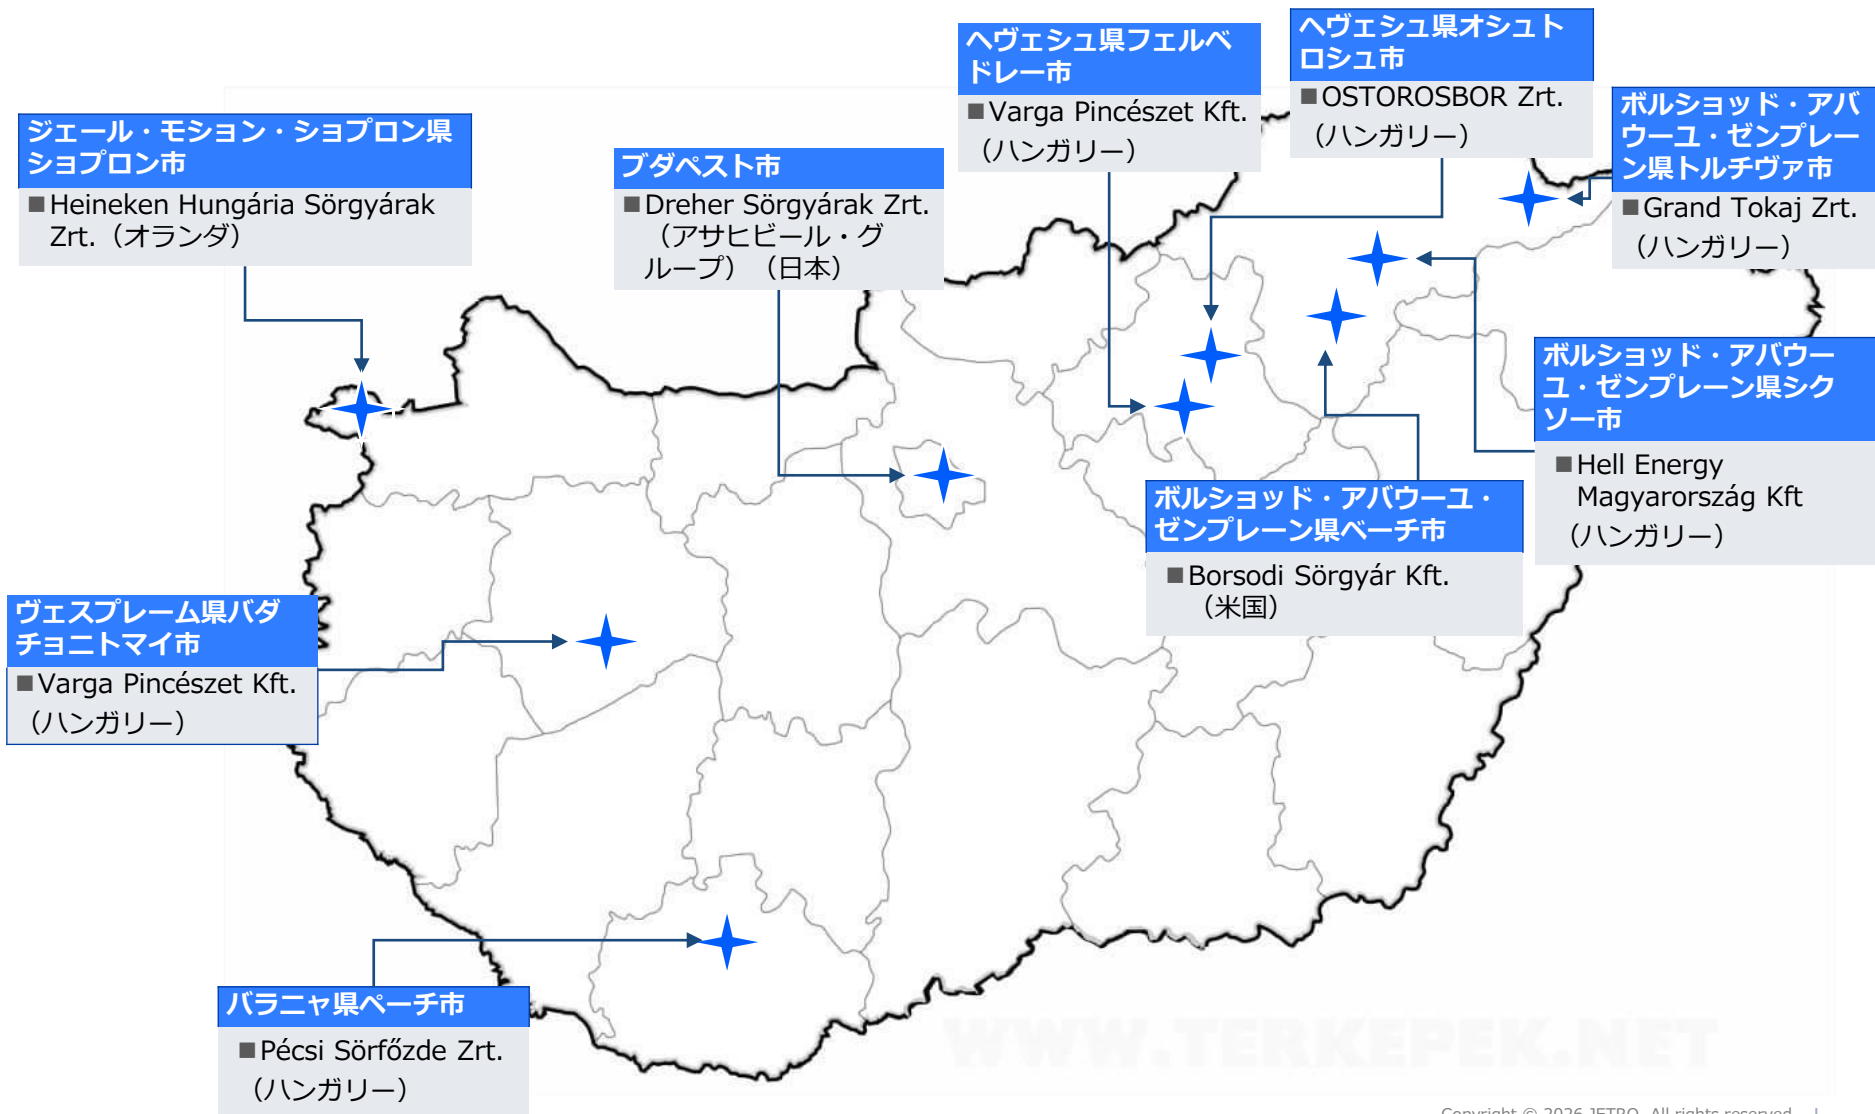 ヘヴェシュ県フェルベ
ドレー市
■Varga Pincészet Kft.
(ハンガリー)
ヘヴェシュ県オシュト
ロシュ市
■OSTOROSBOR Zrt.
(ハンガリー)
ボルショッド・アバ
ウーユ・ゼンプレー
ン県トルチヴァ市
■Grand Tokaj Zrt.
(ハンガリー)
ジェール・モション・ショプロン県
ショプロン市
■Heineken Hungária Sörgyárak
Zrt.（オランダ）
ブダペスト市
■Dreher Sörgyárak Zrt.
（アサヒビール・グ
ループ）（日本）
ボルショッド・アバウー
ユ・ゼンプレーン県シク
ソー市
■Hell Energy
Magyarország Kft
(ハンガリー)
ボルショッド・アバウーユ・
ゼンプレーン県ベーチ市
■Borsodi Sörgyár Kft.
（米国）
ヴェスプレーム県バダ
チョニトマイ市
■Varga Pincészet Kft.
(ハンガリー)
バラニャ県ペーチ市
■Pécsi Sörfőzde Zrt.
(ハンガリー)
WWW.TERKEPEK.NET
Copyright © 2026 JETRO. All rights reserved. |